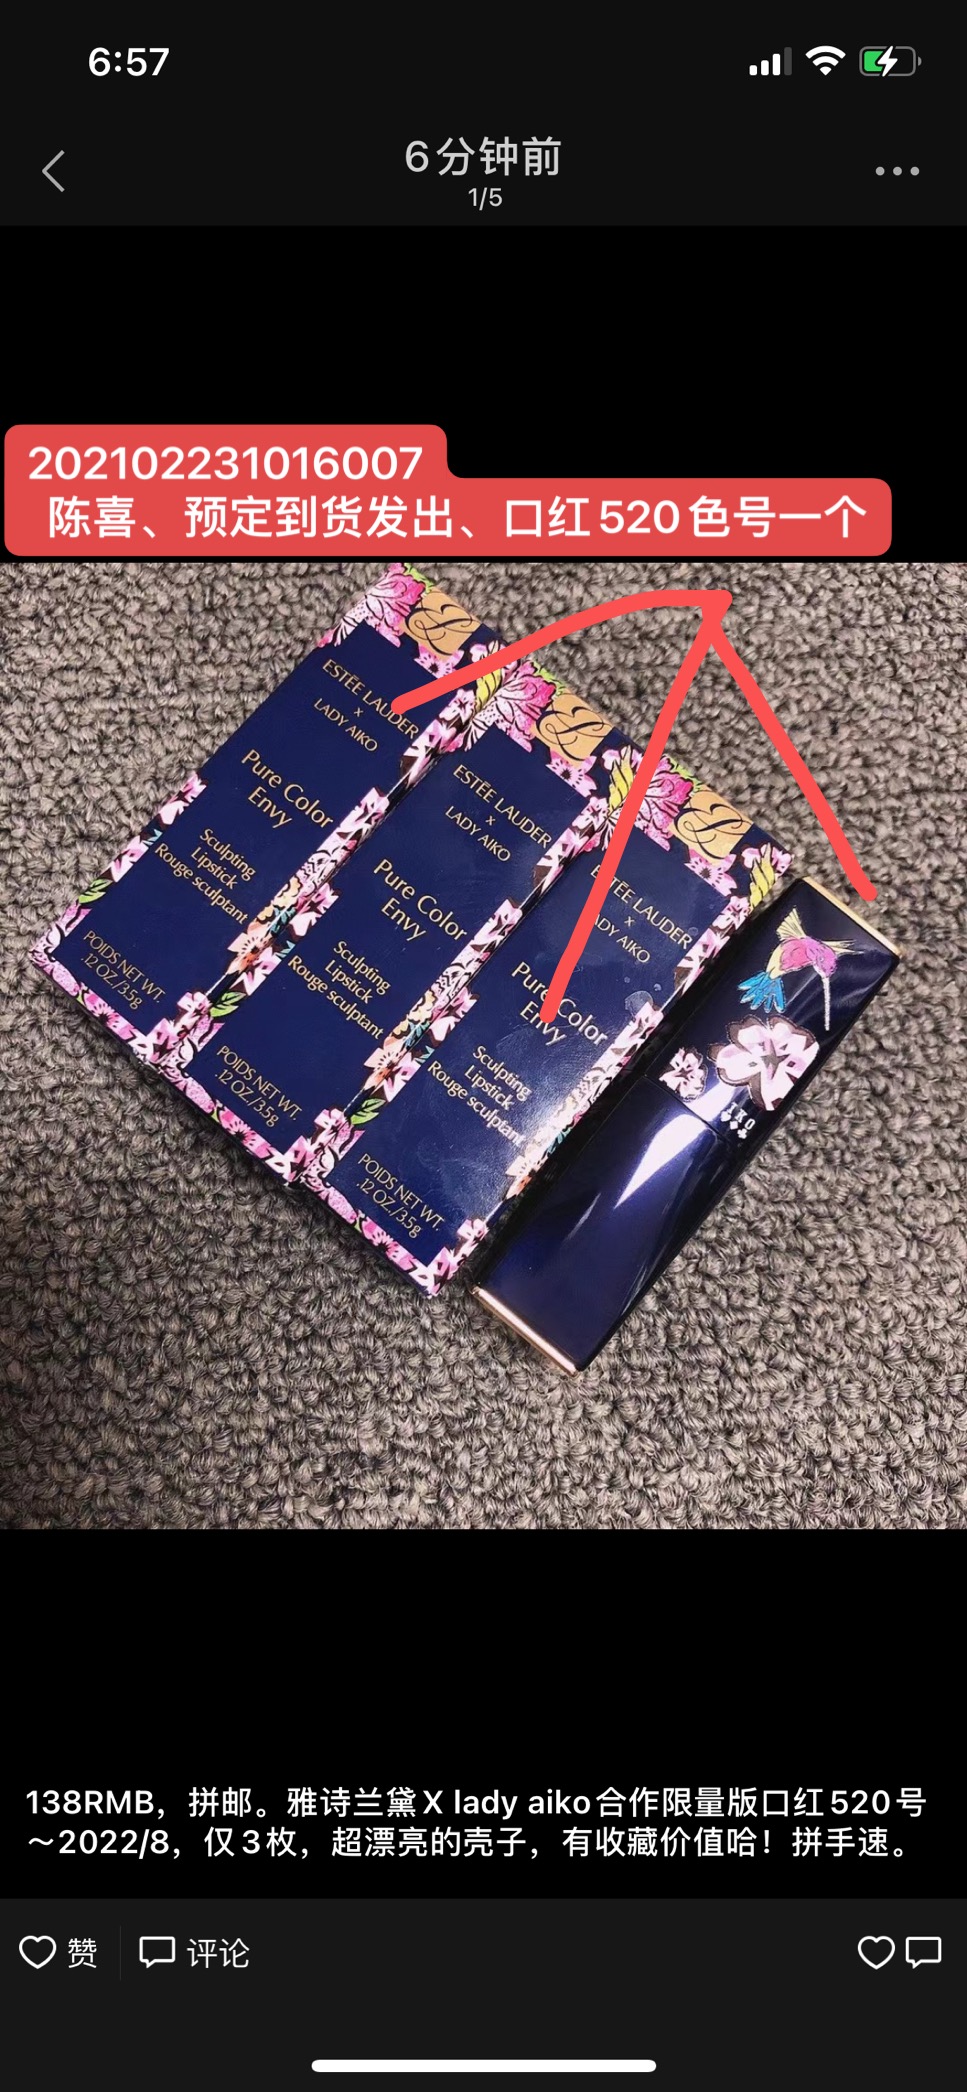 6:57
6分钟前
1/5
202102231016007
陈喜、预定到货发出、口红520色号一个
ESTĒE LAUDER
x
LADY AIKO
Pure Color
Envy
Sculpting
Lipstick
Rouge sculptant
POIDS NET WT.
.12 OZ./3.5g
ESTĒE LAUDER
x
LADY AIKO
Pure Color
Envy
Sculpting
Lipstick
Rouge sculptant
POIDS NET WT.
.12 OZ./3.5g
LAUDER
x
AIKO
Pure Color
Envy
Sculpting
Lipstick
Rouge sculptant
POIDS NET WT.
.12 OZ./3.5g
138RMB，拼邮。雅诗兰黛X lady aiko合作限量版口红520号
～2022/8，仅3枚，超漂亮的壳子，有收藏价值哈！拼手速。
赞
评论